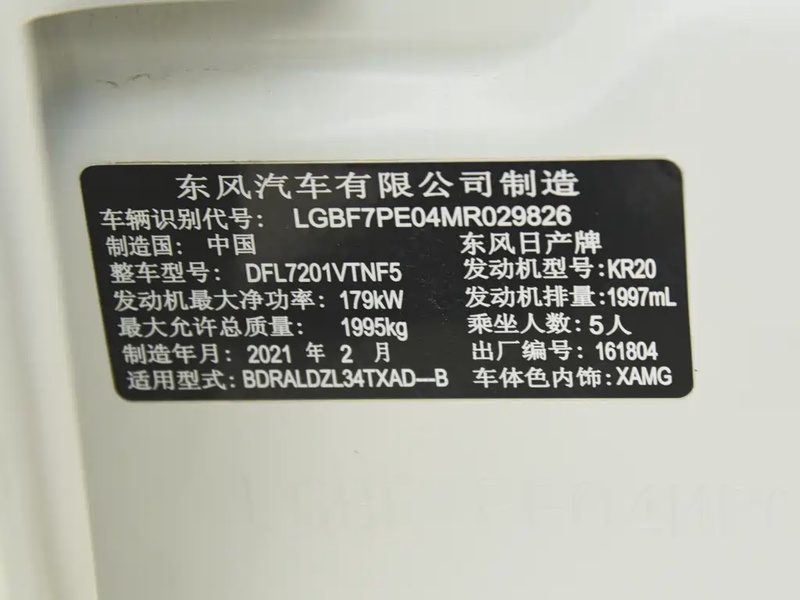 东风汽车有限公司制造
车辆识别代号: LGBF7PE04MR029826
制造国: 中国 东风日产牌
整车型号: DFL7201VTNF5 发动机型号: KR20
发动机最大净功率: 179kW 发动机排量: 1997mL
最大允许总质量: 1995kg 乘坐人数: 5人
制造年月: 2021 年 2 月 出厂编号: 161804
适用型式: BDRALDZL34TXAD---B 车体色内饰: XAMG